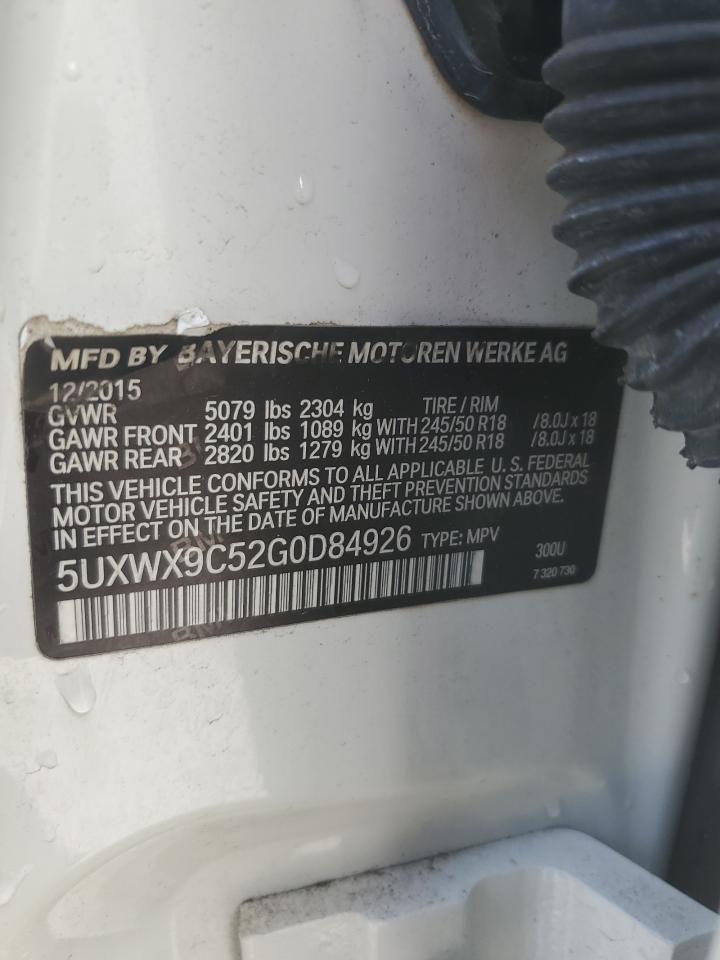 MFD BY BAYERISCHE MOTOREN WERKE AG
12/2015
GVWR 5079 lbs 2304 kg TIRE / RIM
GAWR FRONT 2401 lbs 1089 kg WITH 245/50 R18 /8.0J x 18
GAWR REAR 2820 lbs 1279 kg WITH 245/50 R18 /8.0J x 18
THIS VEHICLE CONFORMS TO ALL APPLICABLE U. S. FEDERAL
MOTOR VEHICLE SAFETY AND THEFT PREVENTION STANDARDS
IN EFFECT ON THE DATE OF MANUFACTURE SHOWN ABOVE.
5UXWX9C52G0D84926 TYPE: MPV 300U
7 320 730